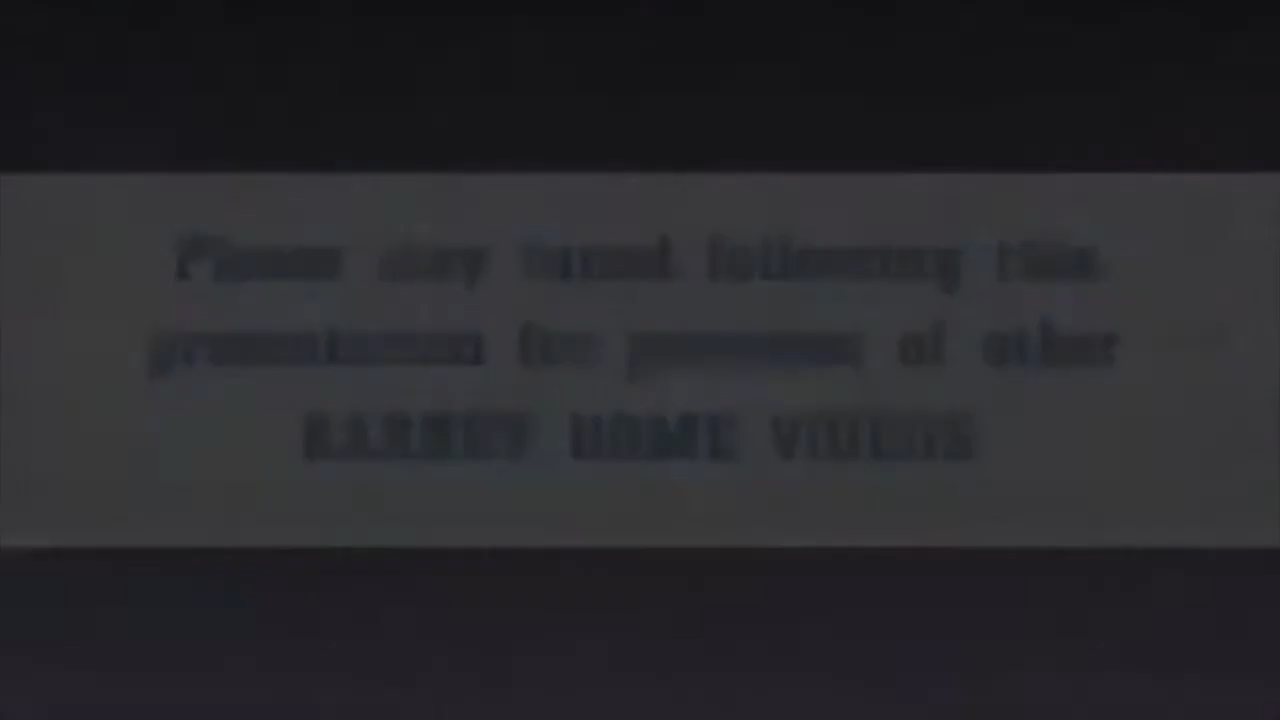 Please stay tuned following this
presentation for previews of other
BARNEY HOME VIDEOS